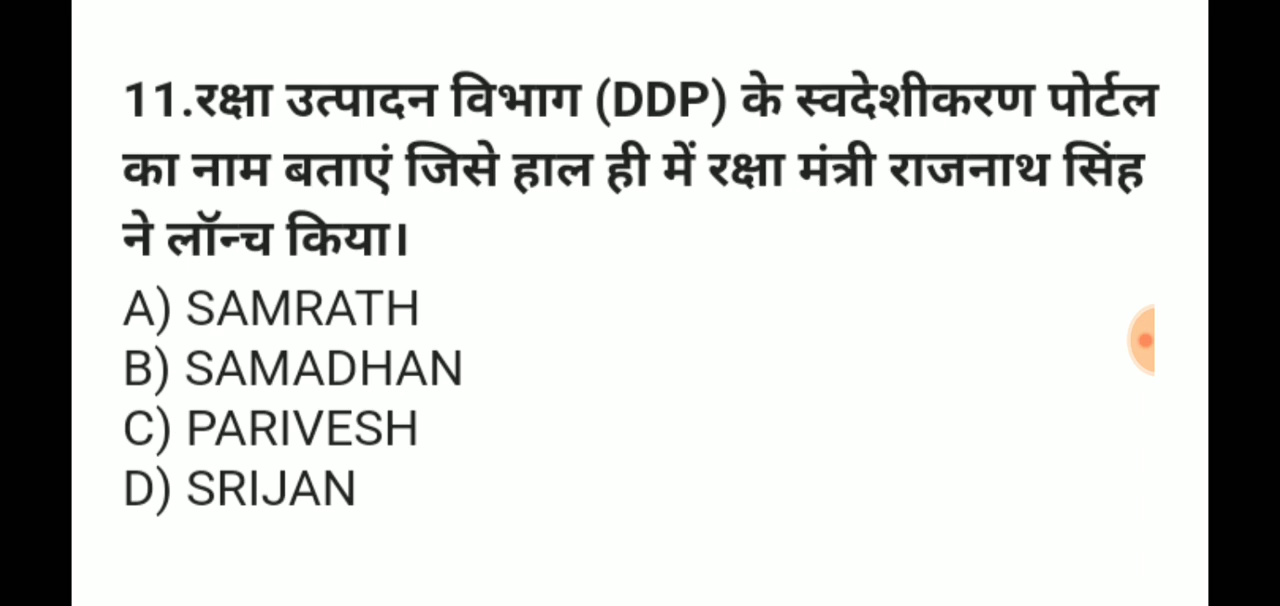 11.रक्षा उत्पादन विभाग (DDP) के स्वदेशीकरण पोर्टल
का नाम बताएं जिसे हाल ही में रक्षा मंत्री राजनाथ सिंह
ने लॉन्च किया।
A) SAMRATH
B) SAMADHAN
C) PARIVESH
D) SRIJAN